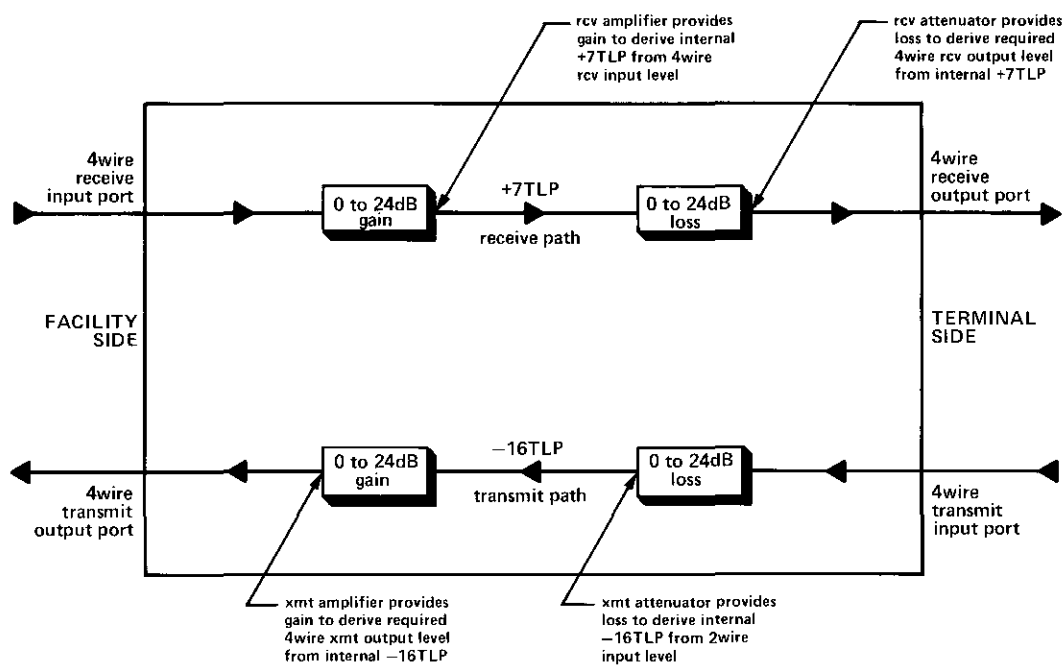 rcv amplifier provides
gain to derive internal
+7TLP from 4wire
rcv input level
rcv attenuator provides
loss to derive required
4wire rcv output level
from internal +7TLP
4wire
receive
input port
0 to 24dB
gain
+7TLP
receive path
0 to 24dB
loss
4wire
receive
output port
FACILITY
SIDE
TERMINAL
SIDE
4wire
transmit
output port
0 to 24dB
gain
−16TLP
transmit path
0 to 24dB
loss
4wire
transmit
input port
xmt amplifier provides
gain to derive required
4wire xmt output level
from internal −16TLP
xmt attenuator provides
loss to derive internal
−16TLP from 2wire
input level